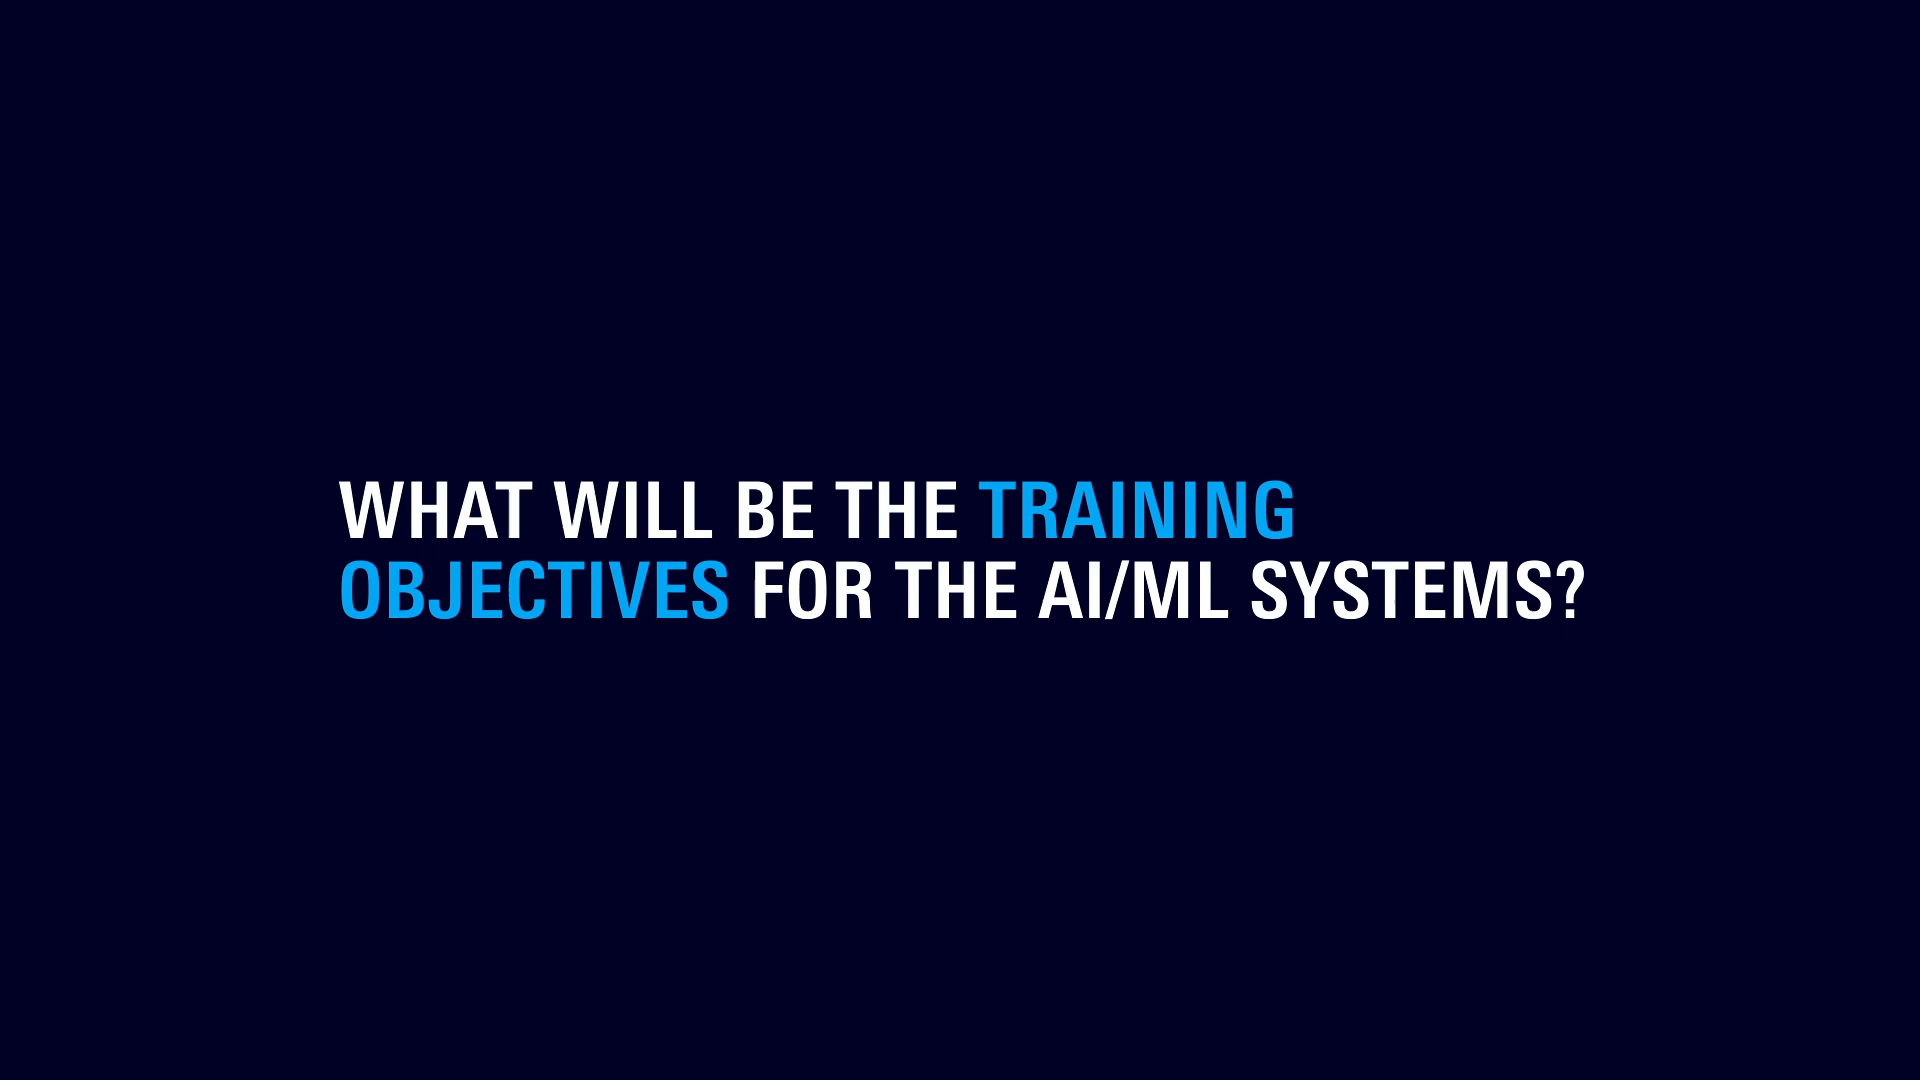 WHAT WILL BE THE TRAINING
OBJECTIVES FOR THE AI/ML SYSTEMS?